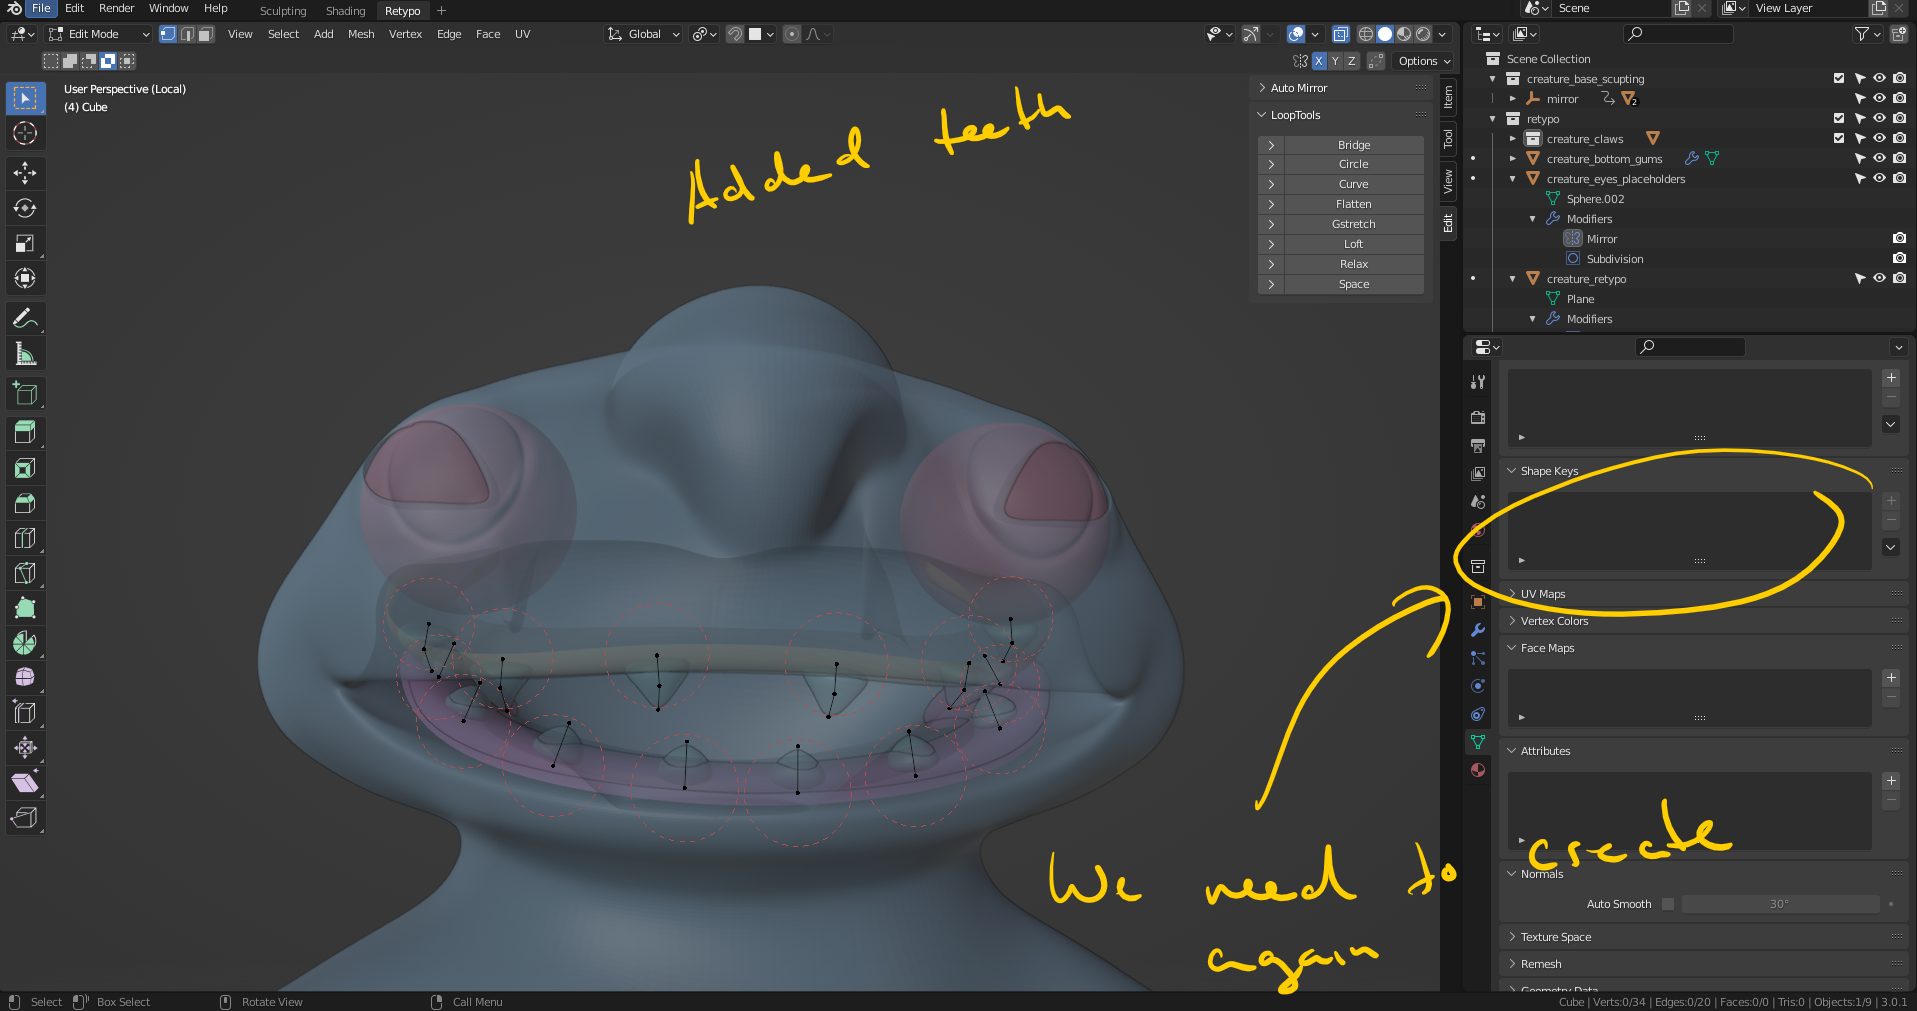 File Edit Render Window Help Sculpting Shading Retypo +
Scene View Layer
Edit Mode View Select Add Mesh Vertex Edge Face UV Global
X Y Z Options
User Perspective (Local)
(4) Cube
Added teeth
Auto Mirror
LoopTools
Bridge
Circle
Curve
Flatten
Gstretch
Loft
Relax
Space
Item
Tool
View
Edit
Scene Collection
creature_base_scupting
mirror 2
retypo
creature_claws
creature_bottom_gums
creature_eyes_placeholders
Sphere.002
Modifiers
Mirror
Subdivision
creature_retypo
Plane
Modifiers
Shape Keys
UV Maps
Vertex Colors
Face Maps
Attributes
Normals
Auto Smooth 30°
Texture Space
Remesh
Geometry Data
We need to create
again
Select Box Select Rotate View Call Menu
Cube | Verts:0/34 | Edges:0/20 | Faces:0/0 | Tris:0 | Objects:1/9 | 3.0.1